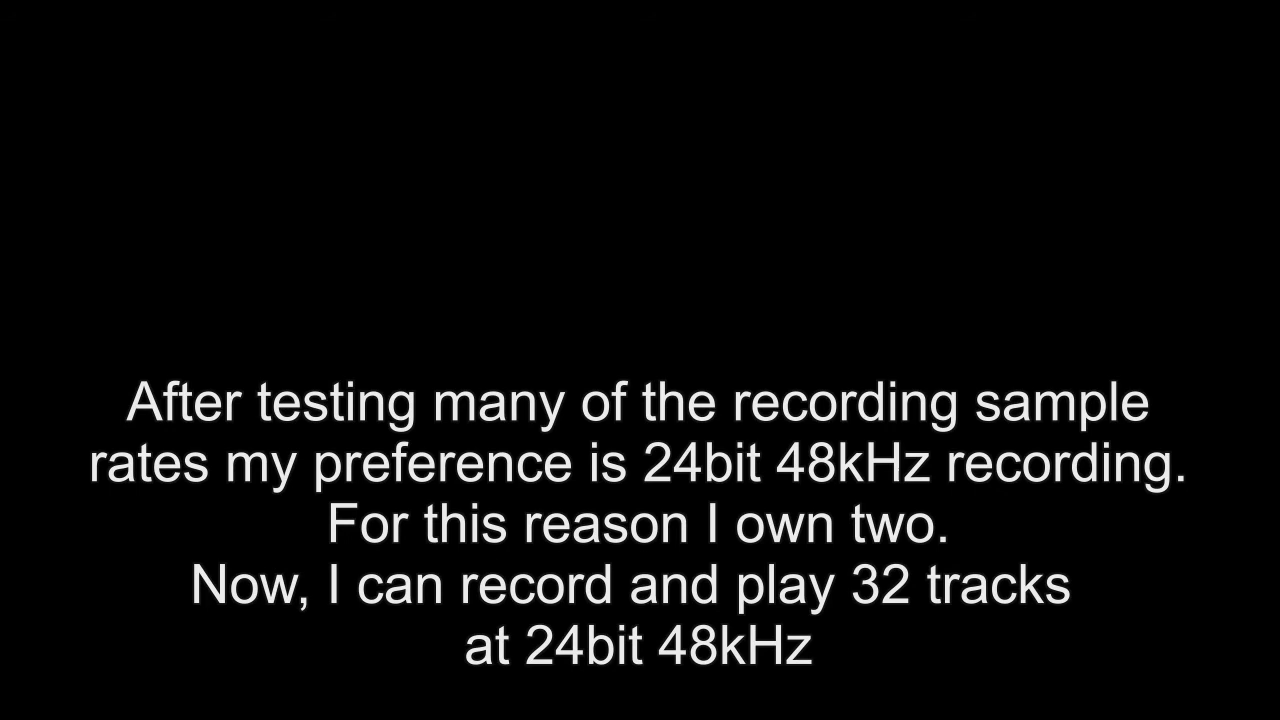 After testing many of the recording sample
rates my preference is 24bit 48kHz recording.
For this reason I own two.
Now, I can record and play 32 tracks
at 24bit 48kHz